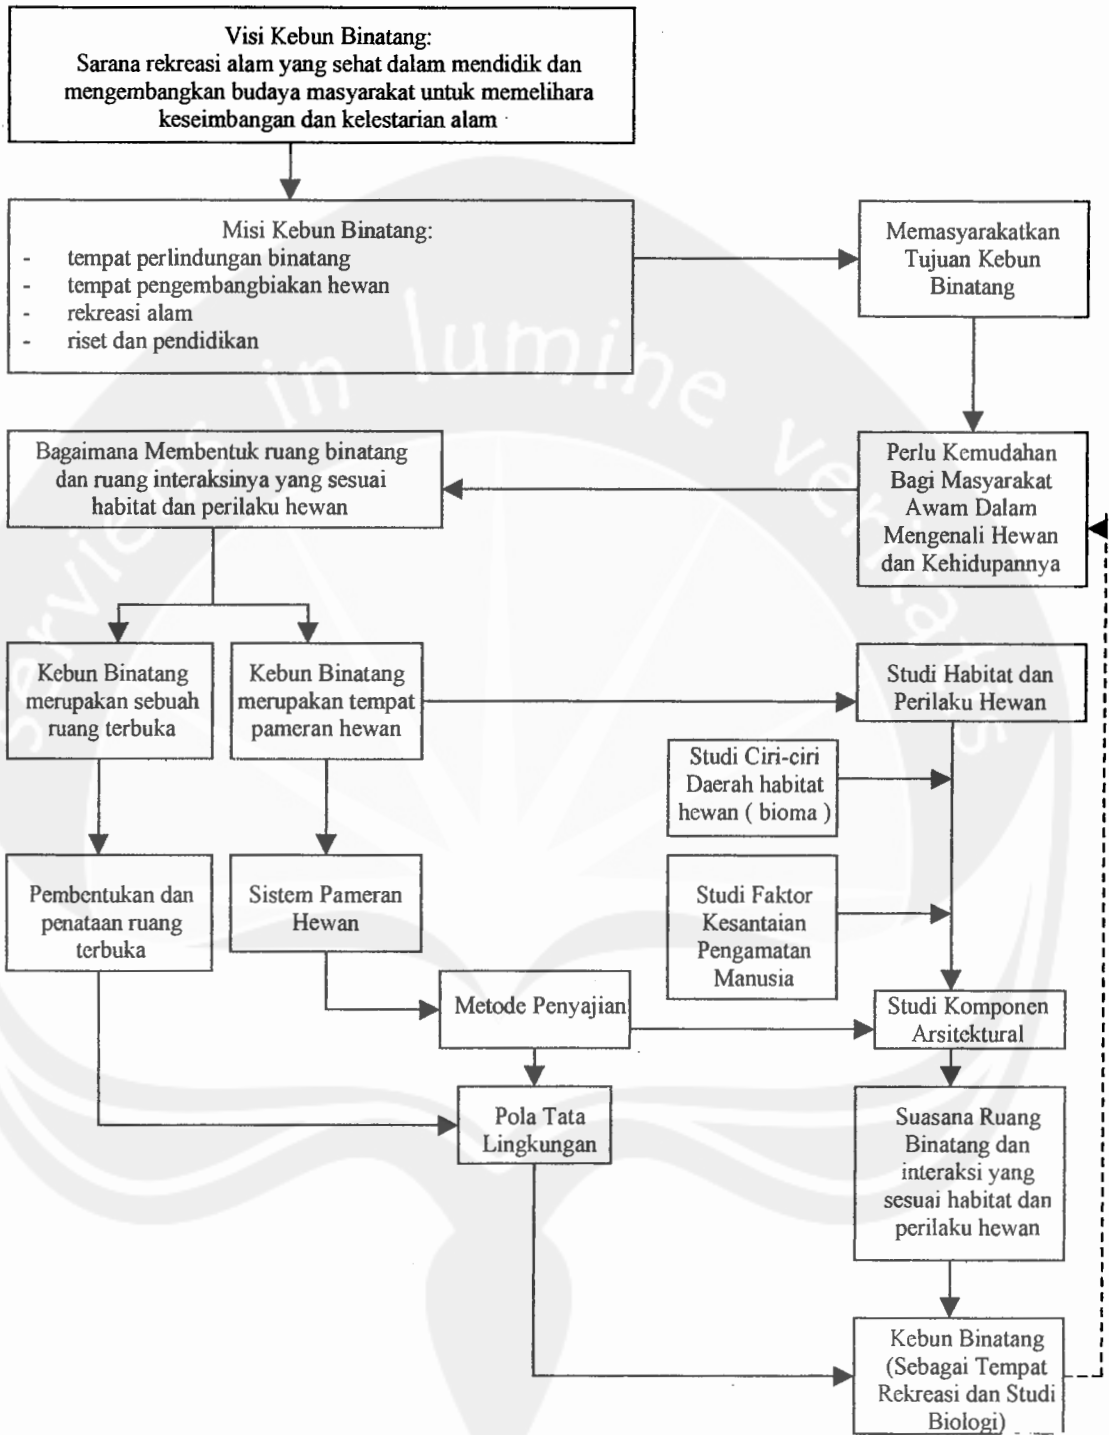 Visi Kebun Binatang:
Sarana rekreasi alam yang sehat dalam mendidik dan
mengembangkan budaya masyarakat untuk memelihara
keseimbangan dan kelestarian alam
Misi Kebun Binatang:
- tempat perlindungan binatang
- tempat pengembangbiakan hewan
- rekreasi alam
- riset dan pendidikan
Memasyarakatkan
Tujuan Kebun
Binatang
Bagaimana Membentuk ruang binatang
dan ruang interaksinya yang sesuai
habitat dan perilaku hewan
Perlu Kemudahan
Bagi Masyarakat
Awam Dalam
Mengenali Hewan
dan Kehidupannya
Kebun Binatang
merupakan sebuah
ruang terbuka
Kebun Binatang
merupakan tempat
pameran hewan
Studi Habitat dan
Perilaku Hewan
Studi Ciri-ciri
Daerah habitat
hewan ( bioma )
Pembentukan dan
penataan ruang
terbuka
Sistem Pameran
Hewan
Studi Faktor
Kesantaian
Pengamatan
Manusia
Metode Penyajian
Studi Komponen
Arsitektural
Pola Tata
Lingkungan
Suasana Ruang
Binatang dan
interaksi yang
sesuai habitat dan
perilaku hewan
Kebun Binatang
(Sebagai Tempat
Rekreasi dan Studi
Biologi)
serviens in lumine veritatis